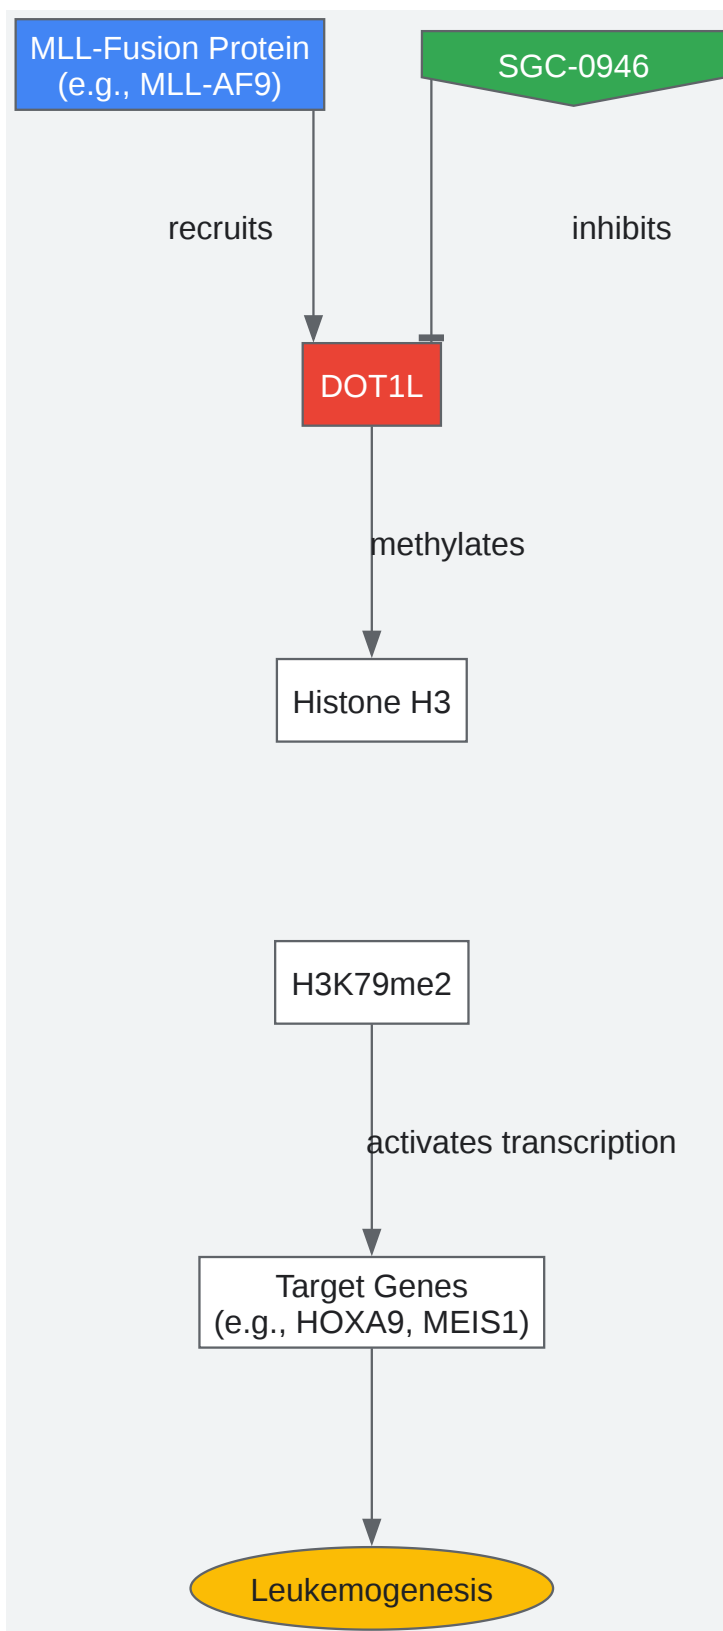 MLL-Fusion Protein
(e.g., MLL-AF9)
SGC-0946
recruits
inhibits
DOT1L
methylates
Histone H3
H3K79me2
activates transcription
Target Genes
(e.g., HOXA9, MEIS1)
Leukemogenesis